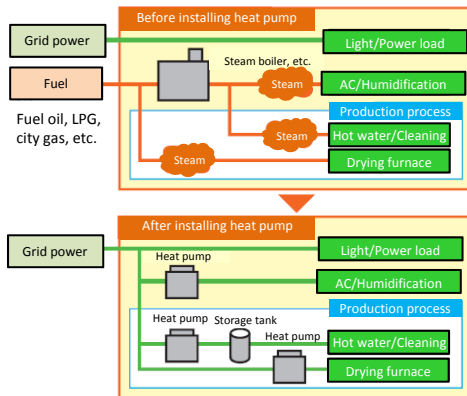 Before installing heat pump
Grid power
Light/Power load
Steam boiler, etc.
Fuel
Steam
AC/Humidification
Fuel oil, LPG,
city gas, etc.
Production process
Steam
Hot water/Cleaning
Steam
Drying furnace
After installing heat pump
Grid power
Light/Power load
Heat pump
AC/Humidification
Production process
Heat pump
Storage tank
Heat pump
Hot water/Cleaning
Drying furnace